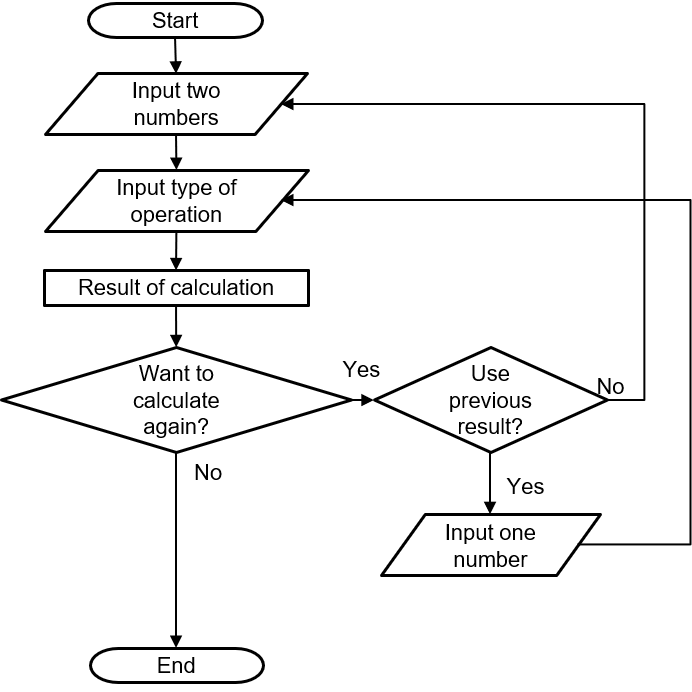 Start
Input two
numbers
Input type of
operation
Result of calculation
Want to
calculate
again?
Yes
Use
previous
result?
No
No
Yes
Input one
number
End